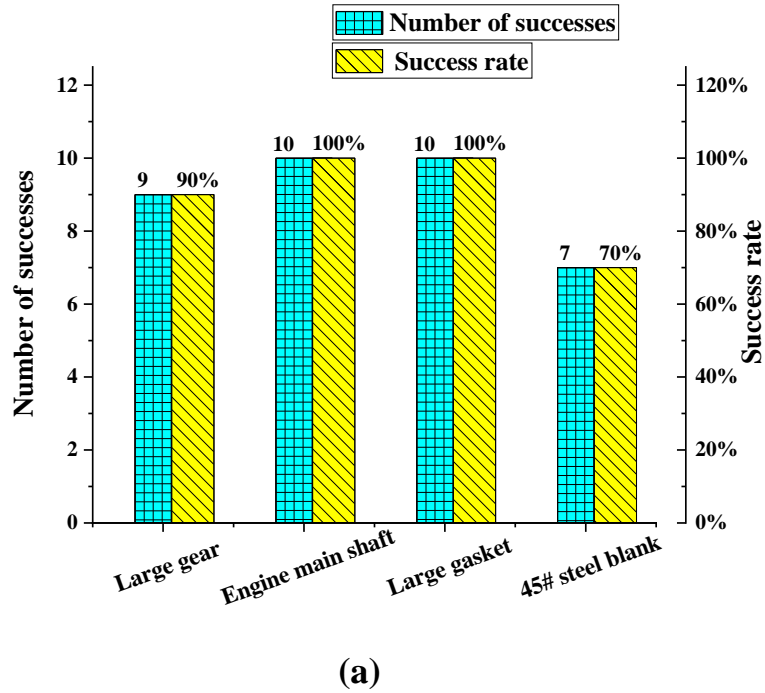 Number of successes
Success rate
12
10
8
6
4
2
0
Number of successes
120%
100%
80%
60%
40%
20%
0%
Success rate
9 90%
10 100%
10 100%
7 70%
Large gear
Engine main shaft
Large gasket
45# steel blank
(a)